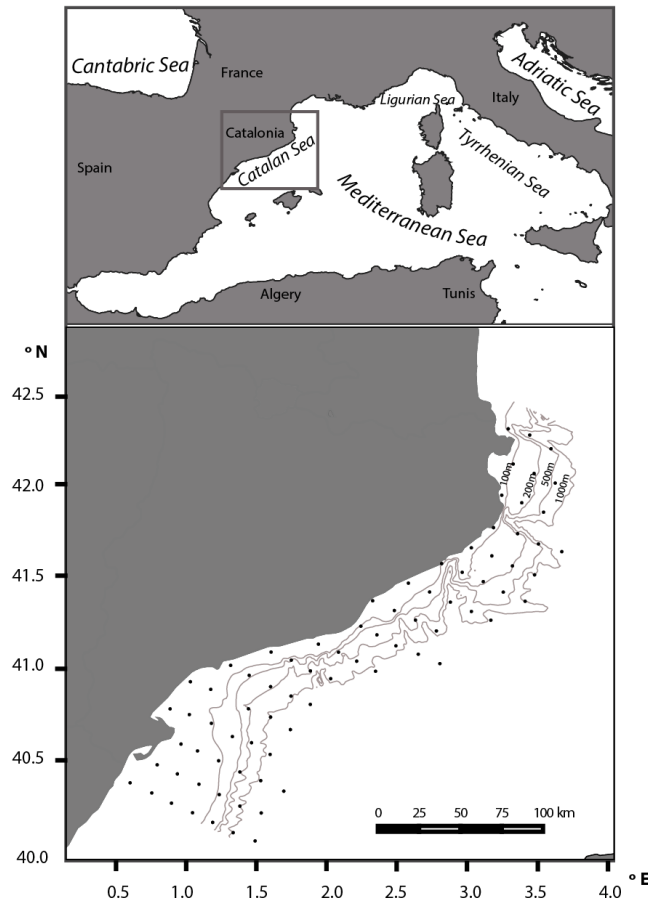 Cantabric Sea
France
Adriatic Sea
Ligurian Sea
Italy
Catalonia
Catalan Sea
Tyrrhenian Sea
Spain
Mediterranean Sea
Algery
Tunis
° N
42.5
42.0
41.5
41.0
40.5
40.0
100m
200m
500m
1000m
0 25 50 75 100 km
0.5 1.0 1.5 2.0 2.5 3.0 3.5 4.0
° E